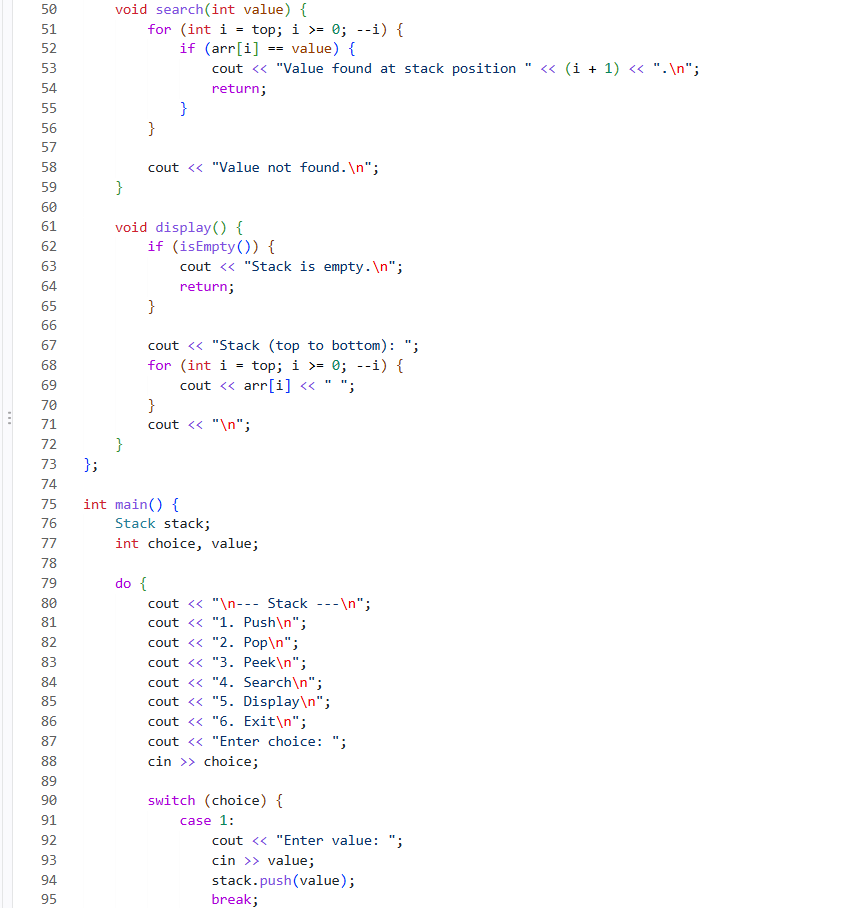 50    void search(int value) {
51        for (int i = top; i >= 0; --i) {
52            if (arr[i] == value) {
53                cout << "Value found at stack position " << (i + 1) << ".\n";
54                return;
55            }
56        }
57
58        cout << "Value not found.\n";
59    }
60
61    void display() {
62        if (isEmpty()) {
63            cout << "Stack is empty.\n";
64            return;
65        }
66
67        cout << "Stack (top to bottom): ";
68        for (int i = top; i >= 0; --i) {
69            cout << arr[i] << " ";
70        }
71        cout << "\n";
72    }
73 };
74
75 int main() {
76    Stack stack;
77    int choice, value;
78
79    do {
80        cout << "\n--- Stack ---\n";
81        cout << "1. Push\n";
82        cout << "2. Pop\n";
83        cout << "3. Peek\n";
84        cout << "4. Search\n";
85        cout << "5. Display\n";
86        cout << "6. Exit\n";
87        cout << "Enter choice: ";
88        cin >> choice;
89
90        switch (choice) {
91            case 1:
92                cout << "Enter value: ";
93                cin >> value;
94                stack.push(value);
95                break;